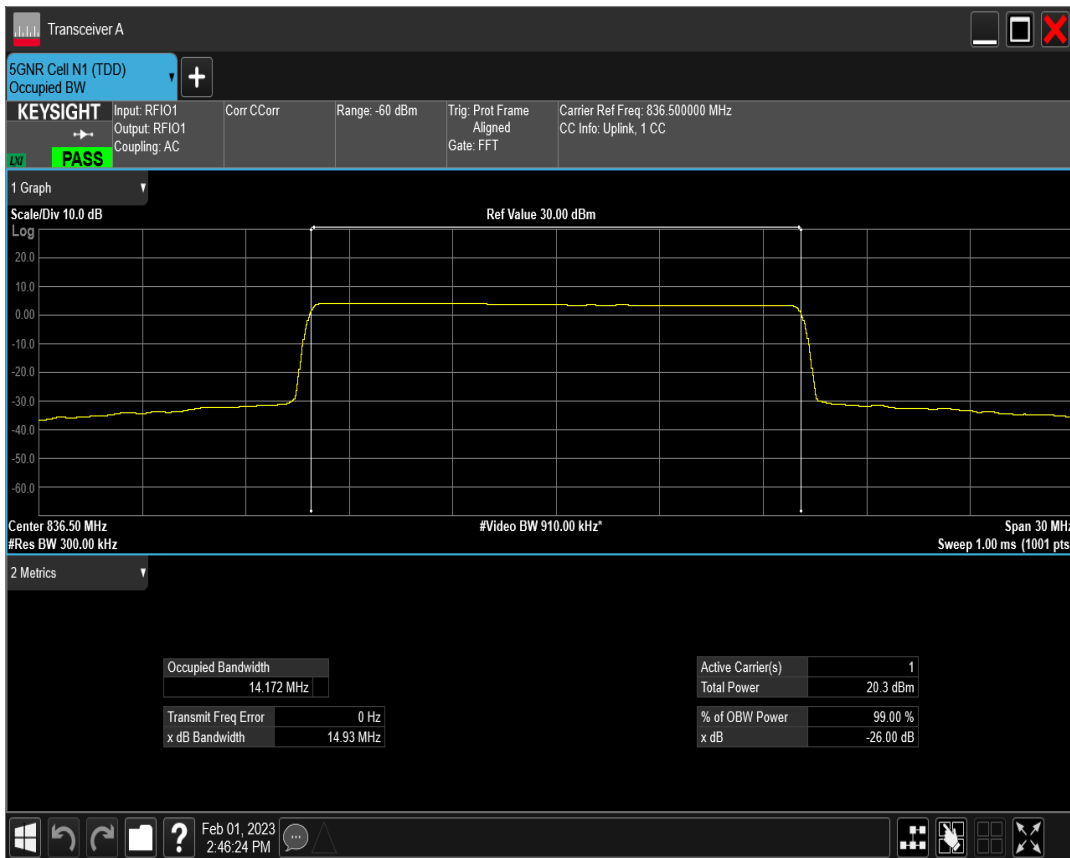 Transceiver A
5GNR Cell N1 (TDD)
Occupied BW
KEYSIGHT
LXI
PASS
Input: RFIO1
Output: RFIO1
Coupling: AC
Corr CCorr
Range: -60 dBm
Trig: Prot Frame
Aligned
Gate: FFT
Carrier Ref Freq: 836.500000 MHz
CC Info: Uplink, 1 CC
1 Graph
Scale/Div 10.0 dB
Ref Value 30.00 dBm
Log
20.0
10.0
0.00
-10.0
-20.0
-30.0
-40.0
-50.0
-60.0
Center 836.50 MHz
#Video BW 910.00 kHz*
Span 30 MHz
#Res BW 300.00 kHz
Sweep 1.00 ms (1001 pts
2 Metrics
Occupied Bandwidth
14.172 MHz
Transmit Freq Error 0 Hz
x dB Bandwidth 14.93 MHz
Active Carrier(s) 1
Total Power 20.3 dBm
% of OBW Power 99.00 %
x dB -26.00 dB
?
Feb 01, 2023
2:46:24 PM